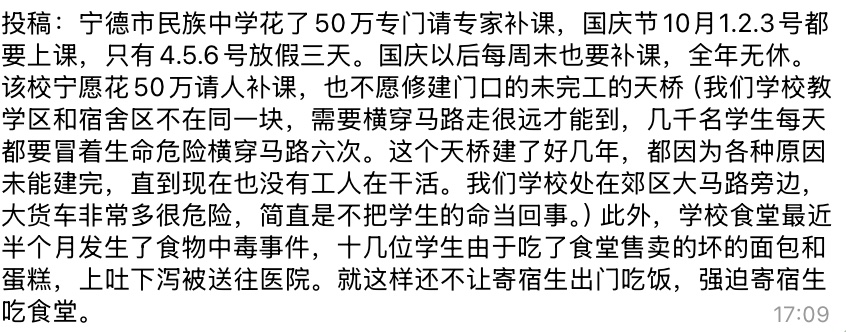 投稿：宁德市民族中学花了50万专门请专家补课，国庆节10月1.2.3号都
要上课，只有4.5.6号放假三天。国庆以后每周末也要补课，全年无休。
该校宁愿花50万请人补课，也不愿修建门口的未完工的天桥（我们学校教
学区和宿舍区不在同一块，需要横穿马路走很远才能到，几千名学生每天
都要冒着生命危险横穿马路六次。这个天桥建了好几年，都因为各种原因
未能建完，直到现在也没有工人在干活。我们学校处在郊区大马路旁边，
大货车非常多很危险，简直是不把学生的命当回事。）此外，学校食堂最近
半个月发生了食物中毒事件，十几位学生由于吃了食堂售卖的坏的面包和
蛋糕，上吐下泻被送往医院。就这样还不让寄宿生出门吃饭，强迫寄宿生
吃食堂。
17:09